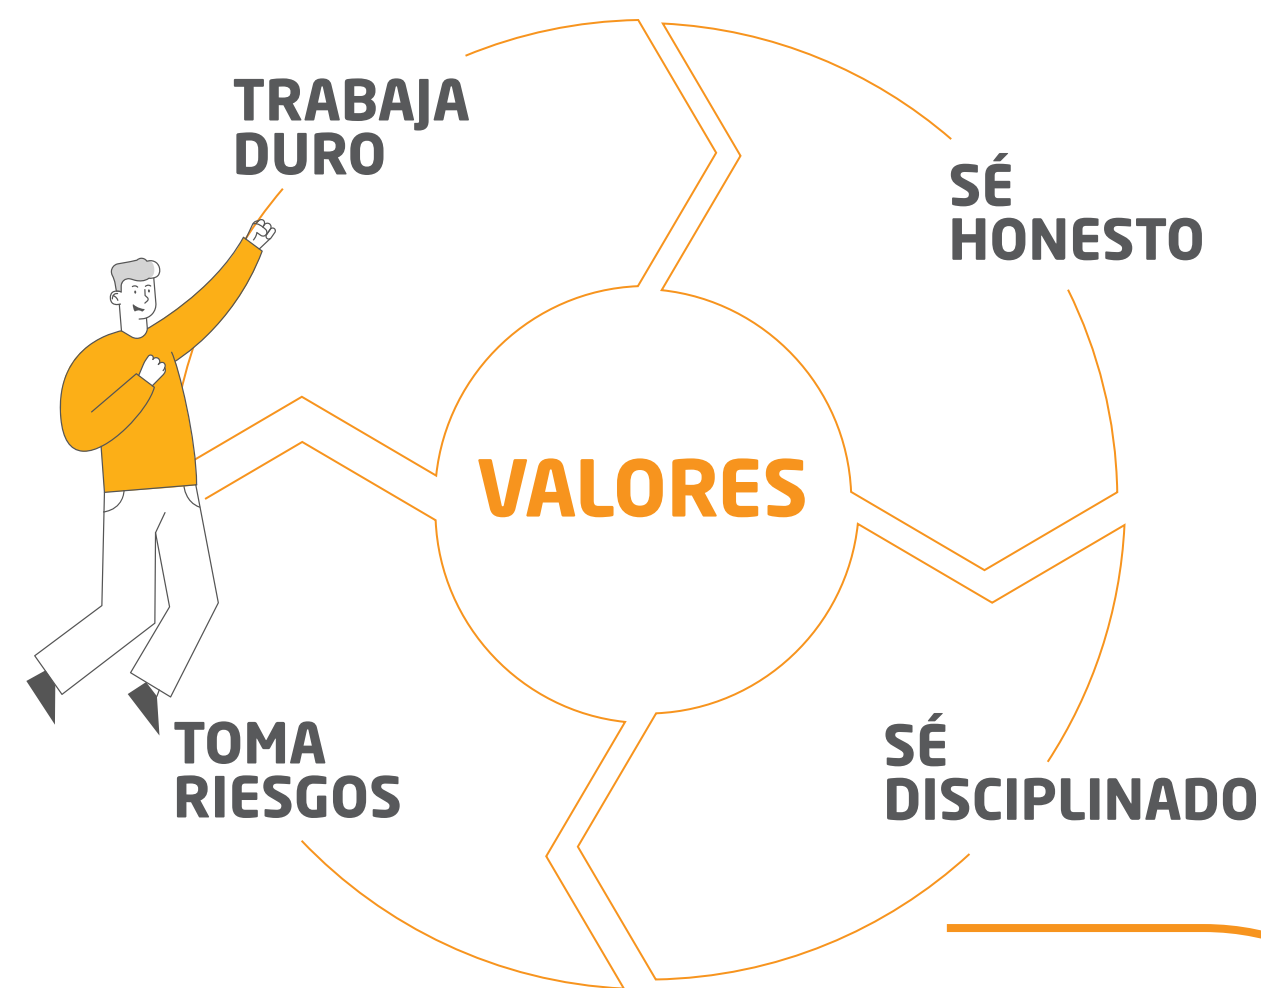 TRABAJA
DURO
SÉ
HONESTO
VALORES
TOMA
RIESGOS
SÉ
DISCIPLINADO